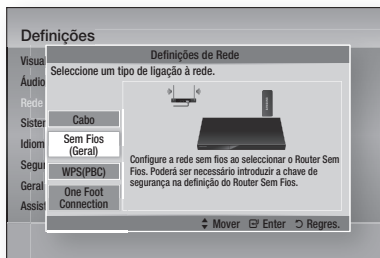 Definições
Definições de Rede
Seleccione um tipo de ligação à rede.
Visual
Áudio
Rede
Sistem
Idiom
Segur
Geral
Assist
Cabo
Sem Fios
(Geral)
WPS(PBC)
One Foot
Connection
Configure a rede sem fios ao seleccionar o Router Sem
Fios. Poderá ser necessário introduzir a chave de
segurança na definição do Router Sem Fios.
Mover Enter Regres.